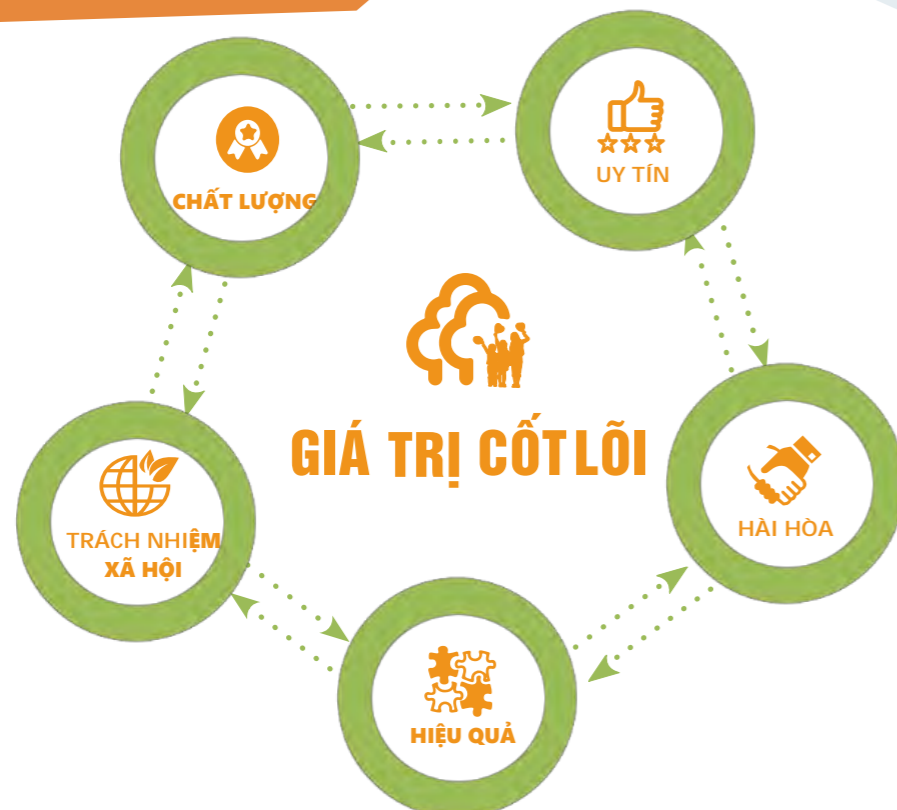 CHẤT LƯỢNG
UY TÍN
GIÁ TRỊ CỐT LÕI
TRÁCH NHIỆM
XÃ HỘI
HÀI HÒA
HIỆU QUẢ